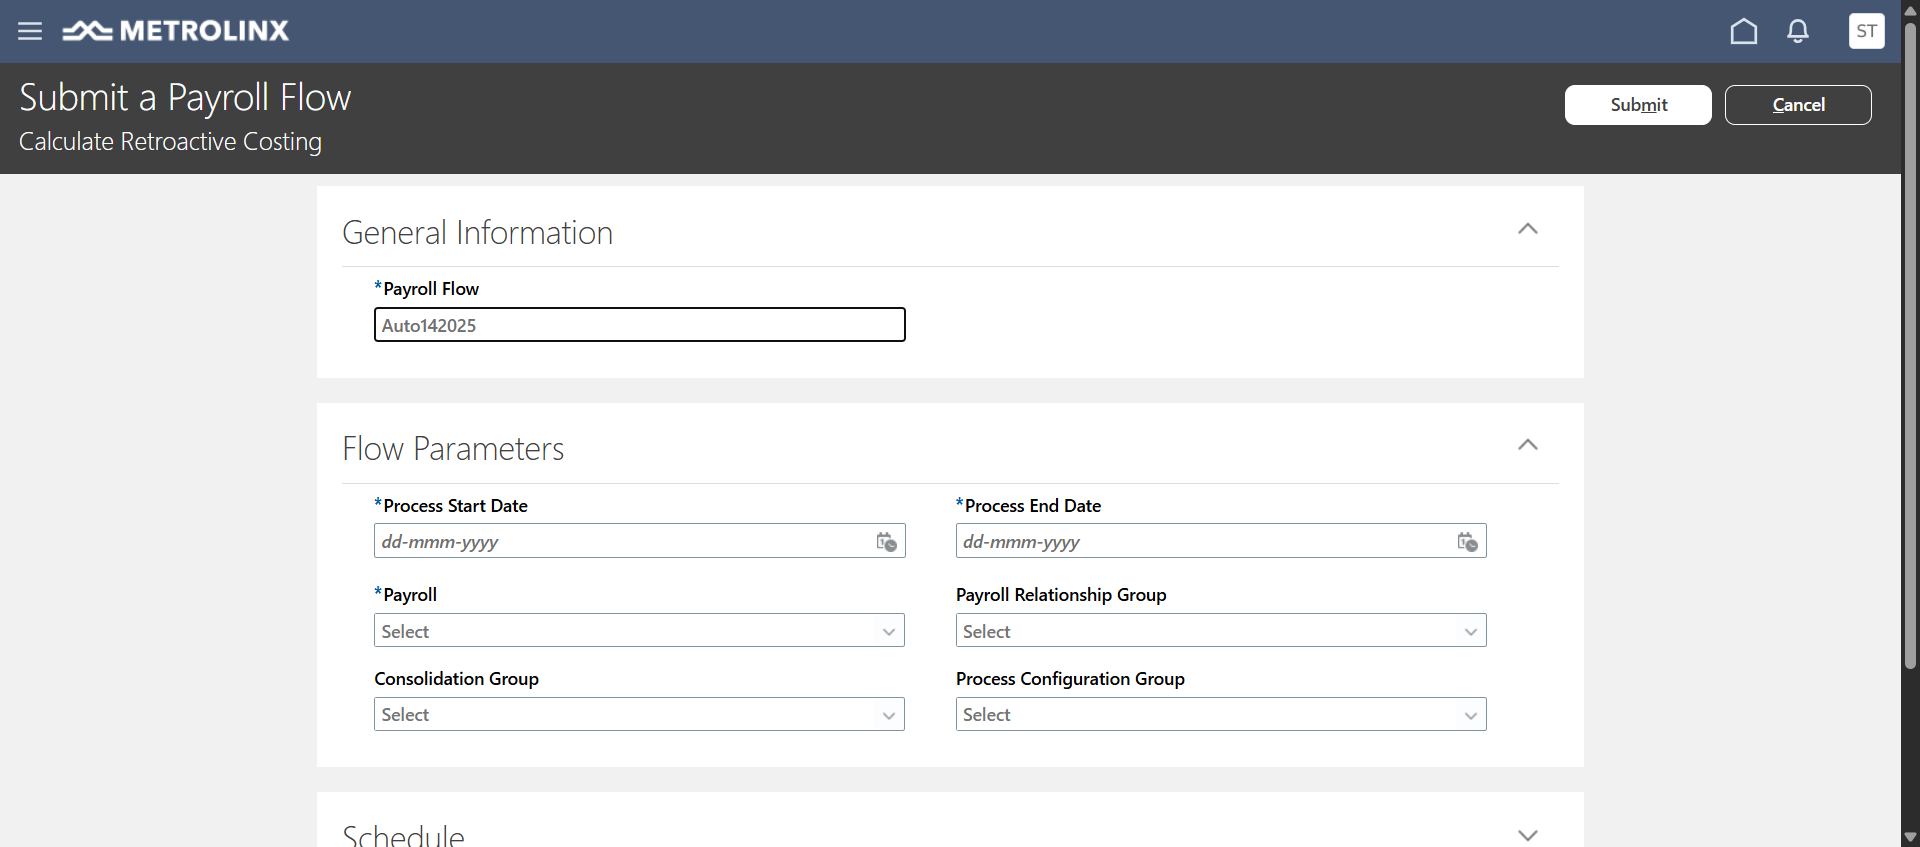 METROLINX
ST
Submit a Payroll Flow
Submit
Cancel
Calculate Retroactive Costing
General Information
*Payroll Flow
Auto142025
Flow Parameters
*Process Start Date
*Process End Date
dd-mmm-yyyy
dd-mmm-yyyy
*Payroll
Payroll Relationship Group
Select
Select
Consolidation Group
Process Configuration Group
Select
Select
Schedule